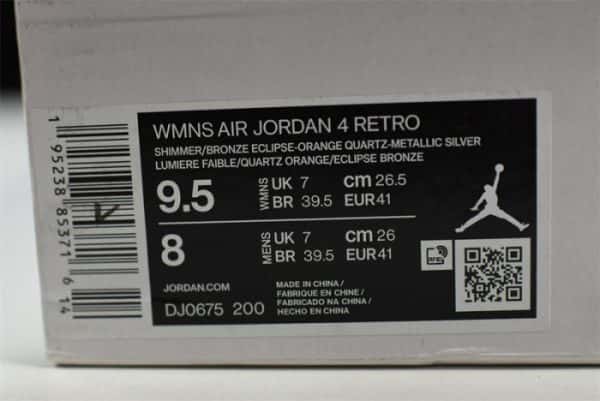 WMNS AIR JORDAN 4 RETRO
SHIMMER/BRONZE ECLIPSE-ORANGE QUARTZ-METALLIC SILVER
LUMIERE FAIBLE/QUARTZ ORANGE/ECLIPSE BRONZE
9.5 WMNS UK 7 cm 26.5
BR 39.5 EUR41
8 MENS UK 7 cm 26
BR 39.5 EUR41
JORDAN.COM
DJ0675 200
MADE IN CHINA/
FABRIQUE EN CHINE/
FABRICADO NA CHINA/
HECHO EN CHINA
1 95238 85371 6 14